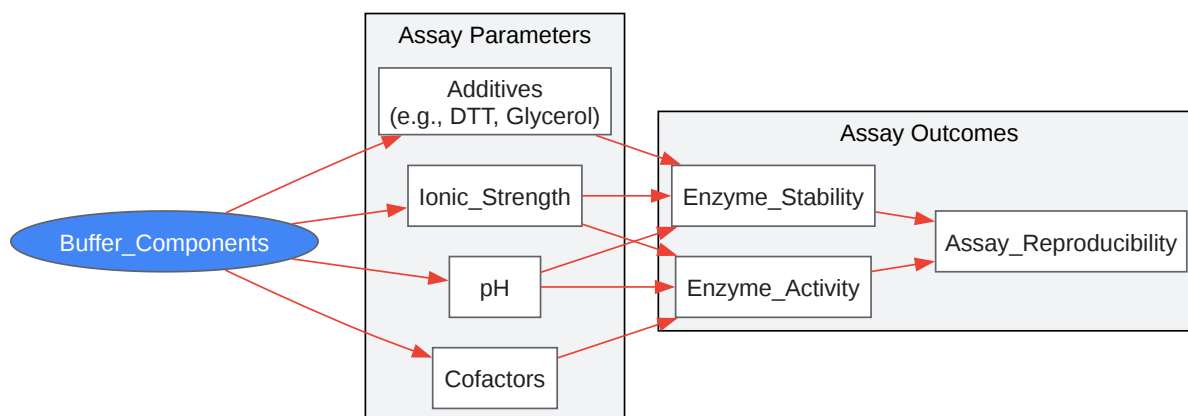 Assay Parameters
Additives
(e.g., DTT, Glycerol)
Assay Outcomes
Ionic_Strength
Enzyme_Stability
Buffer_Components
Assay_Reproducibility
pH
Enzyme_Activity
Cofactors